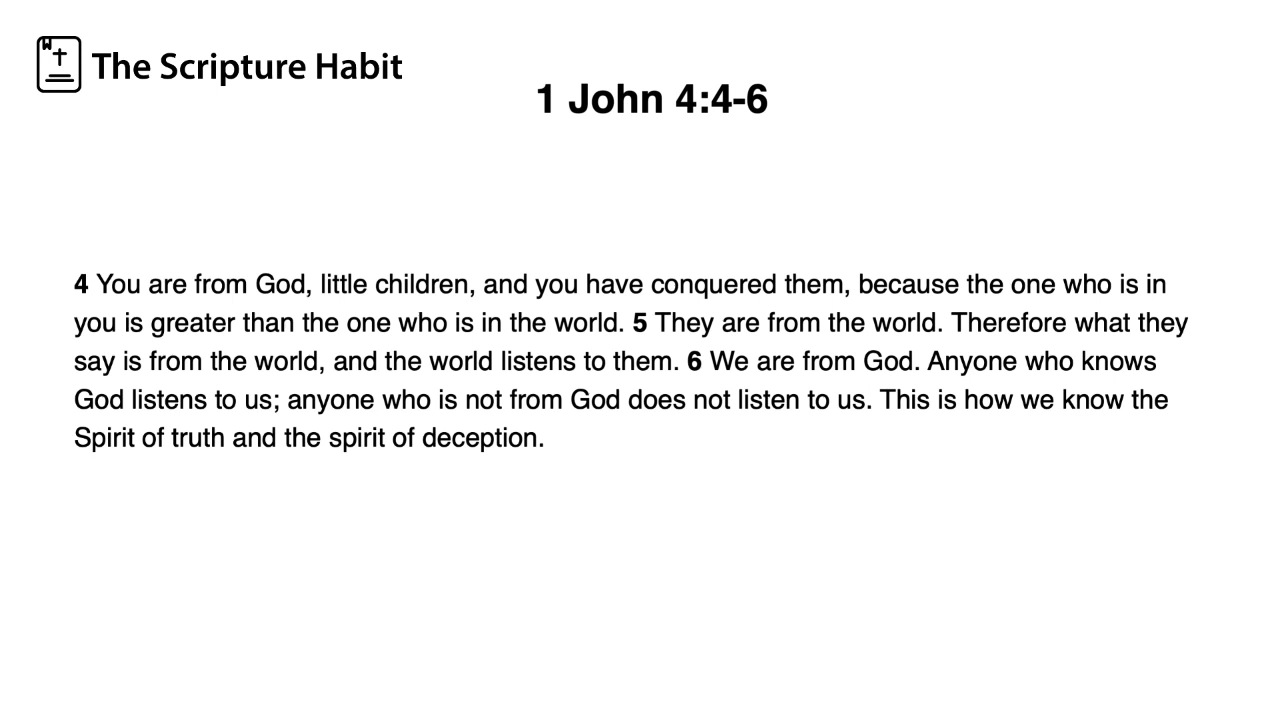 The Scripture Habit
1 John 4:4-6
4 You are from God, little children, and you have conquered them, because the one who is in
you is greater than the one who is in the world. 5 They are from the world. Therefore what they
say is from the world, and the world listens to them. 6 We are from God. Anyone who knows
God listens to us; anyone who is not from God does not listen to us. This is how we know the
Spirit of truth and the spirit of deception.